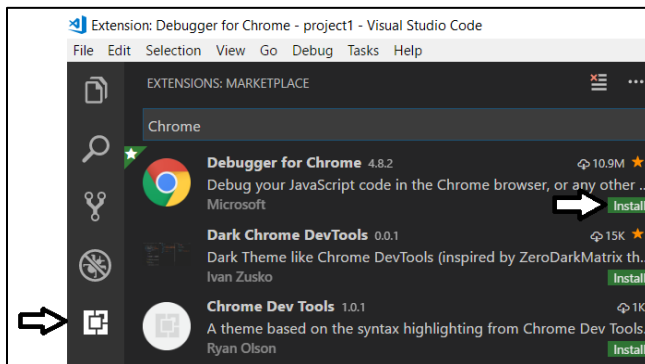 Extension: Debugger for Chrome - project1 - Visual Studio Code
File Edit Selection View Go Debug Tasks Help
EXTENSIONS: MARKETPLACE
Chrome
Debugger for Chrome 4.8.2 10.9M
Debug your JavaScript code in the Chrome browser, or any other ..
Microsoft Install
Dark Chrome DevTools 0.0.1 15K
Dark Theme like Chrome DevTools (inspired by ZeroDarkMatrix th..
Ivan Zusko Install
Chrome Dev Tools 1.0.1 1K
A theme based on the syntax highlighting from Chrome Dev Tools.
Ryan Olson Install